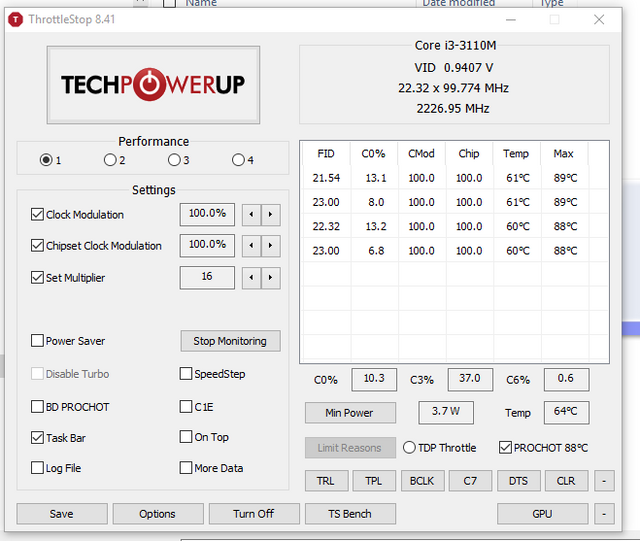 Name
Date modified
Type
ThrottleStop 8.41
TECHPOWERUP
Core i3-3110M
VID 0.9407 V
22.32 x 99.774 MHz
2226.95 MHz
Performance
1 2 3 4
FID C0% CMod Chip Temp Max
21.54 13.1 100.0 100.0 61°C 89°C
23.00 8.0 100.0 100.0 61°C 89°C
22.32 13.2 100.0 100.0 60°C 88°C
23.00 6.8 100.0 100.0 60°C 88°C
Settings
Clock Modulation 100.0%
Chipset Clock Modulation 100.0%
Set Multiplier 16
Power Saver Stop Monitoring
Disable Turbo SpeedStep
BD PROCHOT C1E
Task Bar On Top
Log File More Data
C0% 10.3 C3% 37.0 C6% 0.6
Min Power 3.7 W Temp 64°C
Limit Reasons TDP Throttle PROCHOT 88°C
TRL TPL BCLK C7 DTS CLR -
Save Options Turn Off TS Bench GPU -